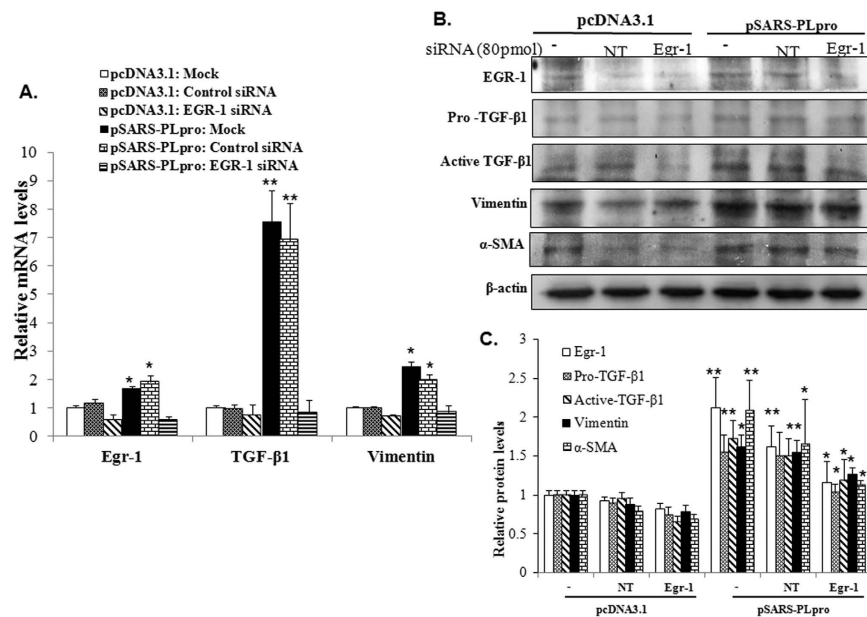 A.
pcDNA3.1: Mock
pcDNA3.1: Control siRNA
pcDNA3.1: EGR-1 siRNA
pSARS-PLpro: Mock
pSARS-PLpro: Control siRNA
pSARS-PLpro: EGR-1 siRNA
Relative mRNA levels
10
9
8
7
6
5
4
3
2
1
0
* *
**
**
* *
Egr-1 TGF-β1 Vimentin
B.
pcDNA3.1 pSARS-PLpro
siRNA (80pmol) - NT Egr-1 - NT Egr-1
EGR-1
Pro -TGF-β1
Active TGF-β1
Vimentin
α-SMA
β-actin
C.
Relative protein levels
3
2.5
2
1.5
1
0.5
0
Egr-1
Pro-TGF-β1
Active-TGF-β1
Vimentin
α-SMA
** ** * **
** ** *
* * * * *
- NT Egr-1 - NT Egr-1
pcDNA3.1 pSARS-PLpro